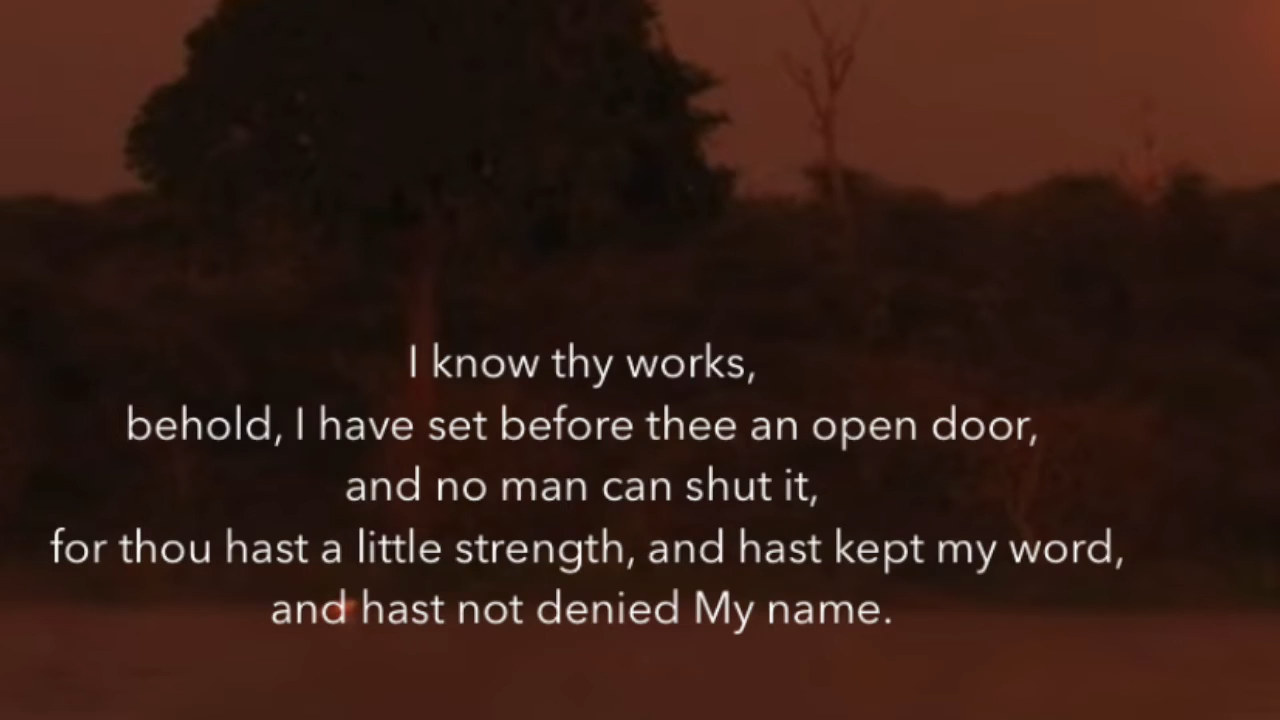 I know thy works,
behold, I have set before thee an open door,
and no man can shut it,
for thou hast a little strength, and hast kept my word,
and hast not denied My name.